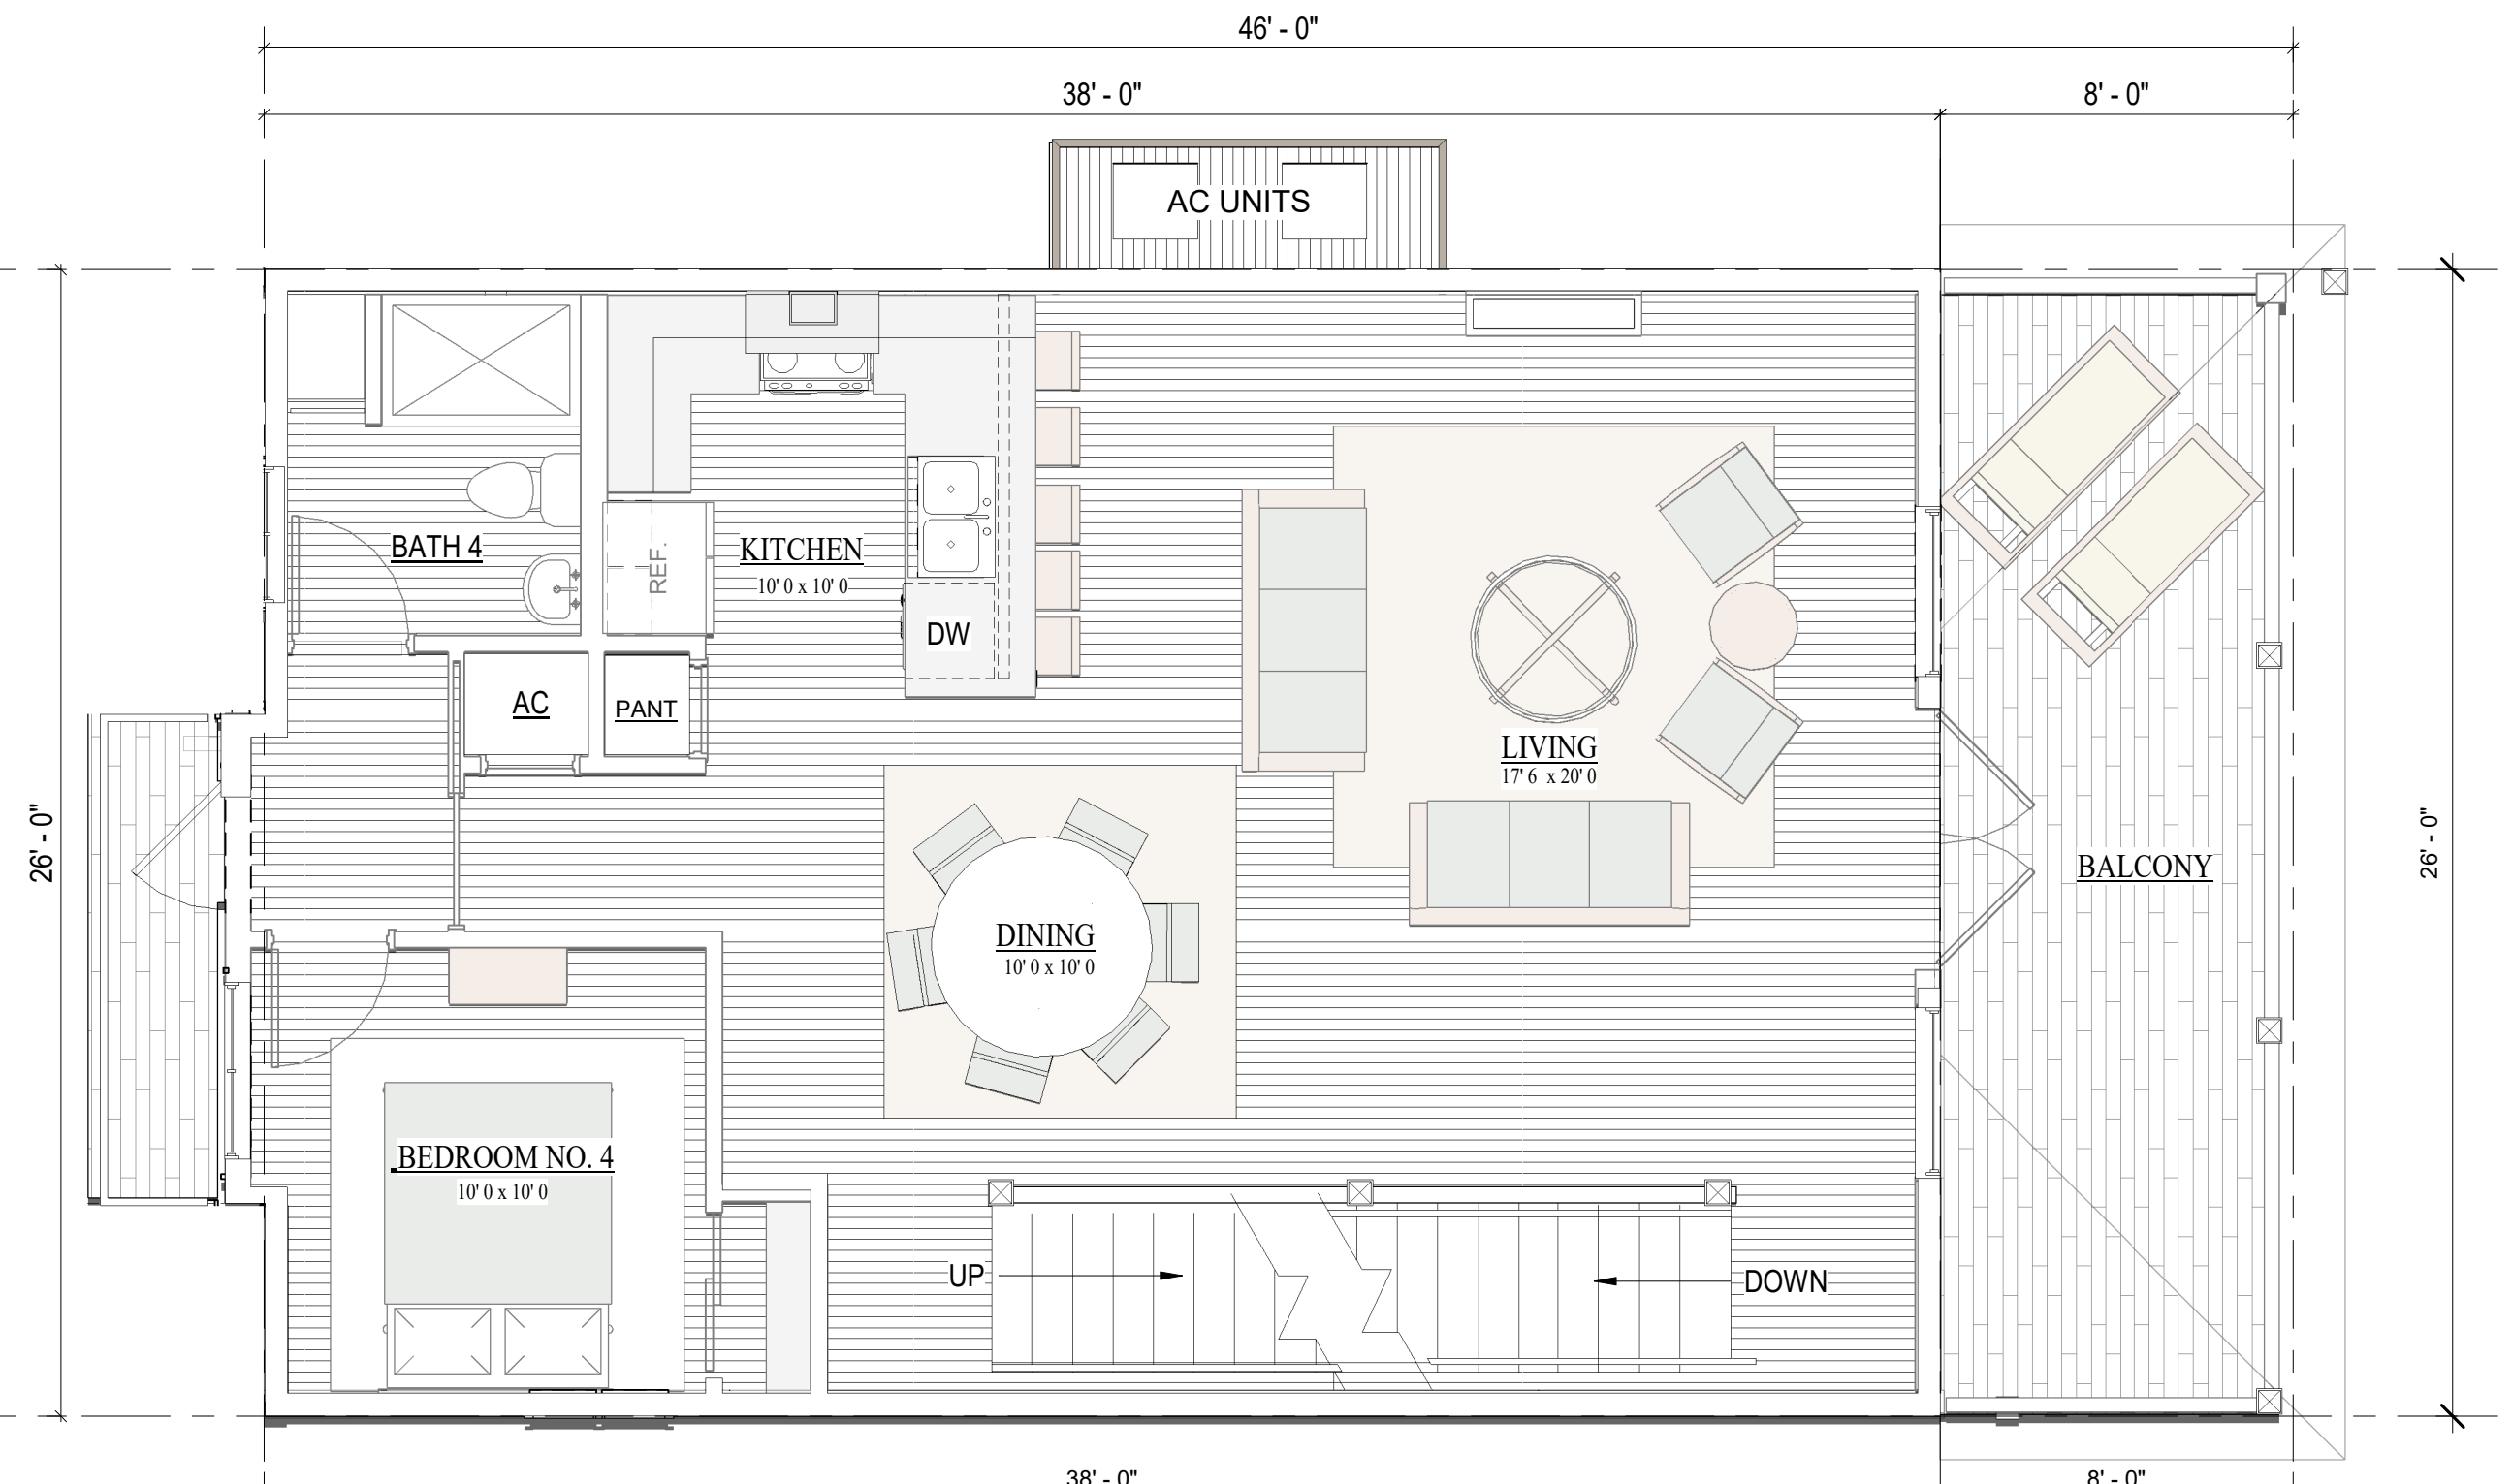 46' - 0"
38' - 0"
8' - 0"
AC UNITS
BATH 4
REF.
KITCHEN
10' 0 x 10' 0
DW
AC
PANT
LIVING
17' 6 x 20' 0
26' - 0"
26' - 0"
BALCONY
DINING
10' 0 x 10' 0
BEDROOM NO. 4
10' 0 x 10' 0
UP
DOWN
38' - 0"
8' - 0"